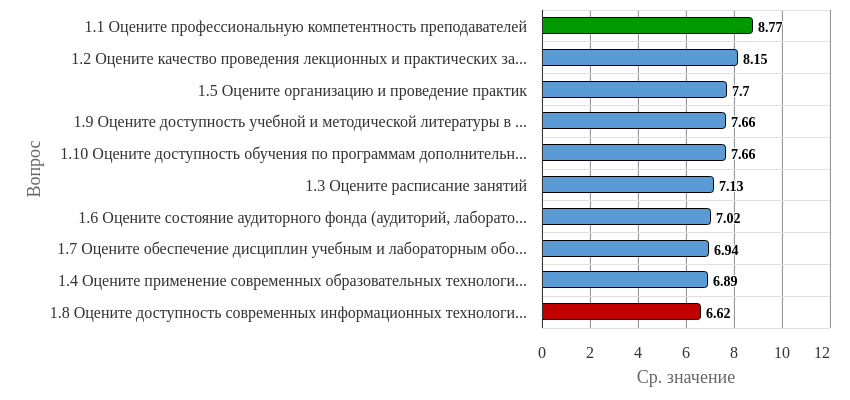 1.1 Оцените профессиональную компетентность преподавателей 8.77
1.2 Оцените качество проведения лекционных и практических за... 8.15
1.5 Оцените организацию и проведение практик 7.7
1.9 Оцените доступность учебной и методической литературы в ... 7.66
1.10 Оцените доступность обучения по программам дополнительн... 7.66
1.3 Оцените расписание занятий 7.13
1.6 Оцените состояние аудиторного фонда (аудиторий, лаборато... 7.02
1.7 Оцените обеспечение дисциплин учебным и лабораторным обо... 6.94
1.4 Оцените применение современных образовательных технологи... 6.89
1.8 Оцените доступность современных информационных технологи... 6.62
Вопрос
0 2 4 6 8 10 12
Ср. значение